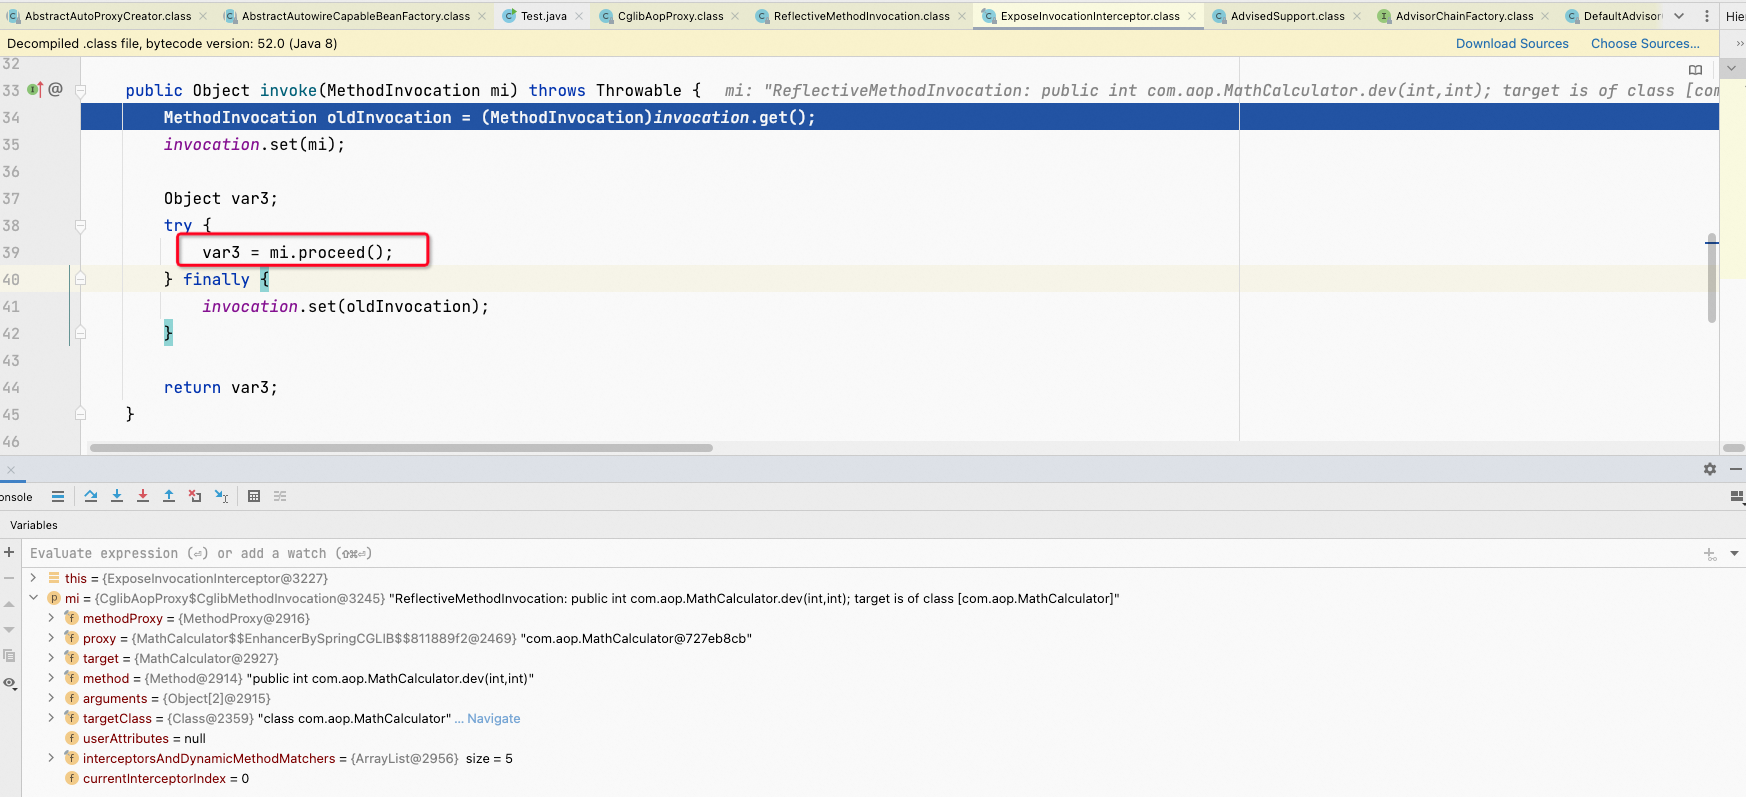 AbstractAutoProxyCreator.class AbstractAutowireCapableBeanFactory.class Test.java CglibAopProxy.class ReflectiveMethodInvocation.class ExposeInvocationInterceptor.class AdvisedSupport.class AdvisorChainFactory.class DefaultAdvisor Hier
Decompiled .class file, bytecode version: 52.0 (Java 8) Download Sources Choose Sources...
32
33 public Object invoke(MethodInvocation mi) throws Throwable { mi: "ReflectiveMethodInvocation: public int com.aop.MathCalculator.dev(int,int); target is of class [com
34 MethodInvocation oldInvocation = (MethodInvocation)invocation.get();
35 invocation.set(mi);
36
37 Object var3;
38 try {
39 var3 = mi.proceed();
40 } finally {
41 invocation.set(oldInvocation);
42 }
43
44 return var3;
45 }
46
onsole
Variables
Evaluate expression (⏎) or add a watch (⇧⌘⏎)
this = {ExposeInvocationInterceptor@3227}
mi = {CglibAopProxy$CglibMethodInvocation@3245} "ReflectiveMethodInvocation: public int com.aop.MathCalculator.dev(int,int); target is of class [com.aop.MathCalculator]"
methodProxy = {MethodProxy@2916}
proxy = {MathCalculator$$EnhancerBySpringCGLIB$$811889f2@2469} "com.aop.MathCalculator@727eb8cb"
target = {MathCalculator@2927}
method = {Method@2914} "public int com.aop.MathCalculator.dev(int,int)"
arguments = {Object[2]@2915}
targetClass = {Class@2359} "class com.aop.MathCalculator" ... Navigate
userAttributes = null
interceptorsAndDynamicMethodMatchers = {ArrayList@2956} size = 5
currentInterceptorIndex = 0